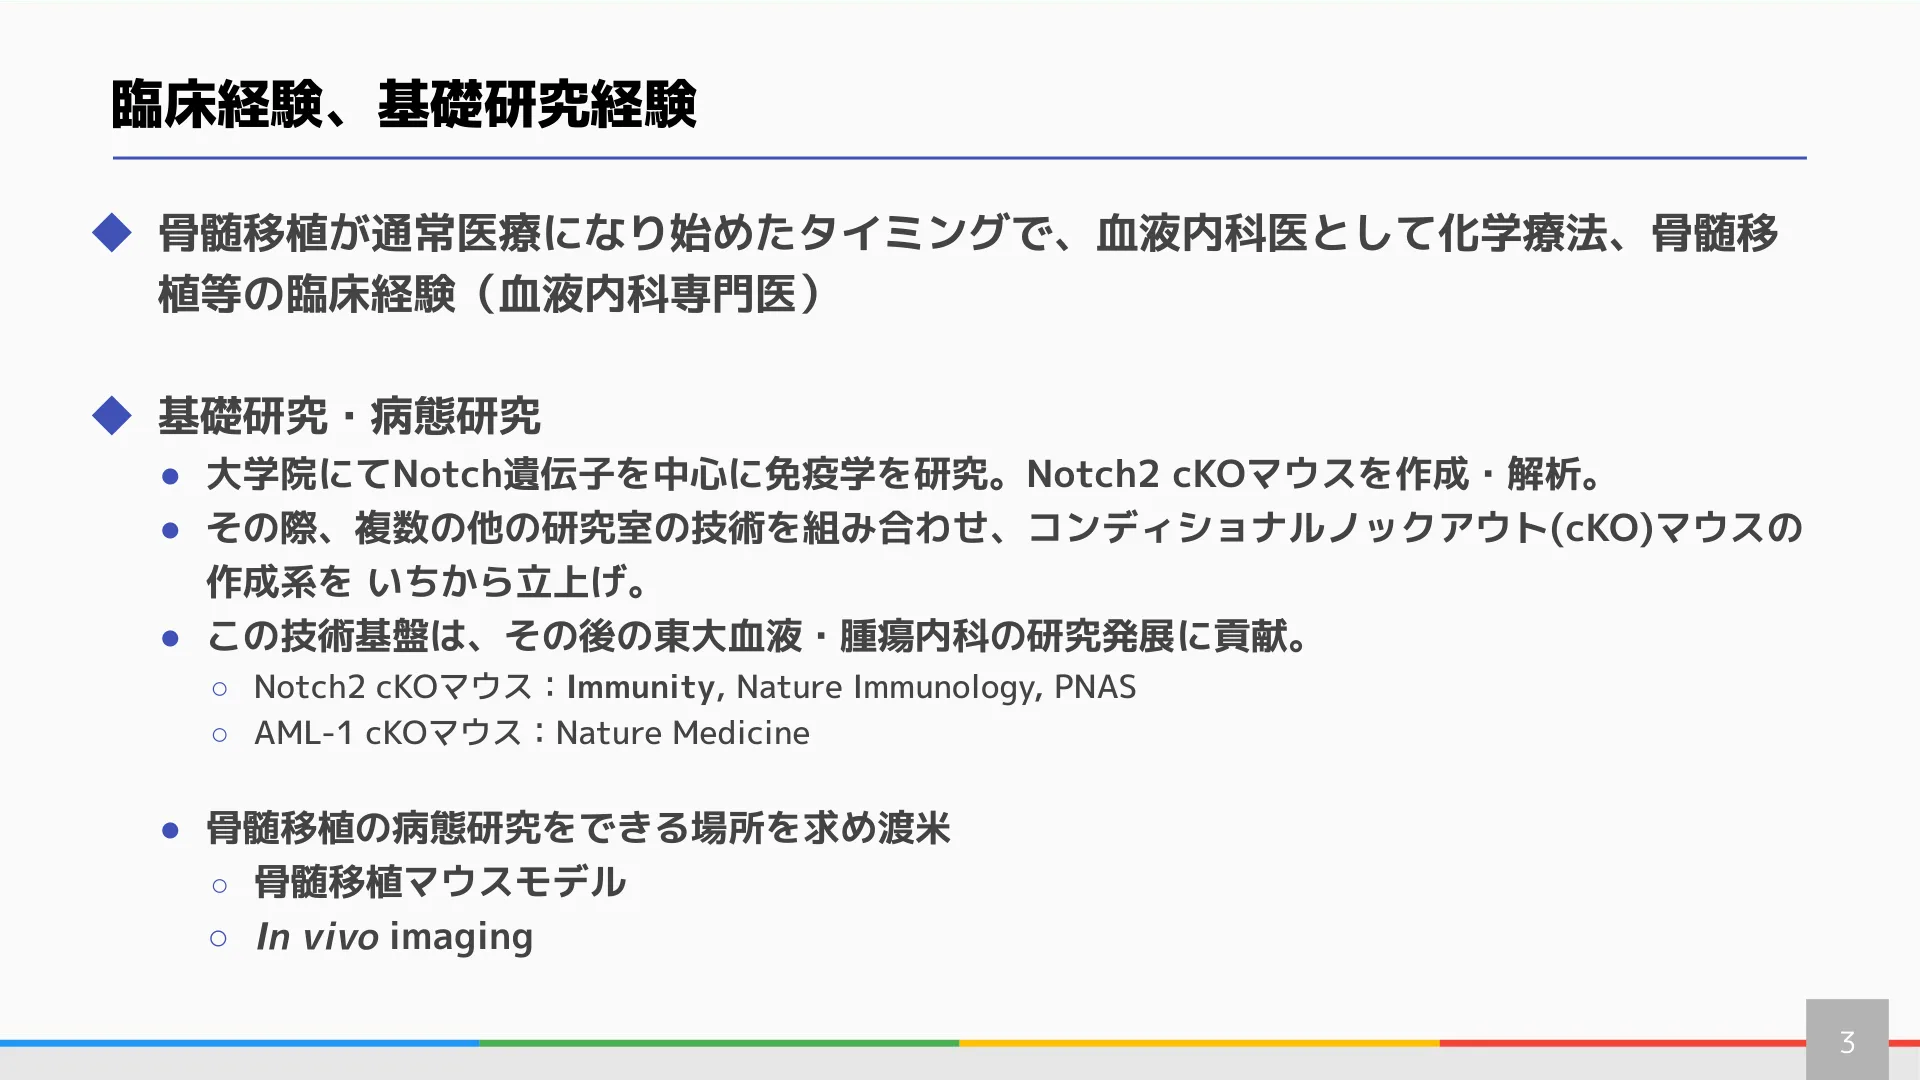 臨床経験、基礎研究経験
骨髄移植が通常医療になり始めたタイミングで、血液内科医として化学療法、骨髄移
植等の臨床経験（血液内科専門医）
基礎研究・病態研究
大学院にてNotch遺伝子を中心に免疫学を研究。Notch2 cKOマウスを作成・解析。
その際、複数の他の研究室の技術を組み合わせ、コンディショナルノックアウト(cKO)マウスの
作成系を いちから立上げ。
この技術基盤は、その後の東大血液・腫瘍内科の研究発展に貢献。
Notch2 cKOマウス：Immunity, Nature Immunology, PNAS
AML-1 cKOマウス：Nature Medicine
骨髄移植の病態研究をできる場所を求め渡米
骨髄移植マウスモデル
In vivo imaging
3